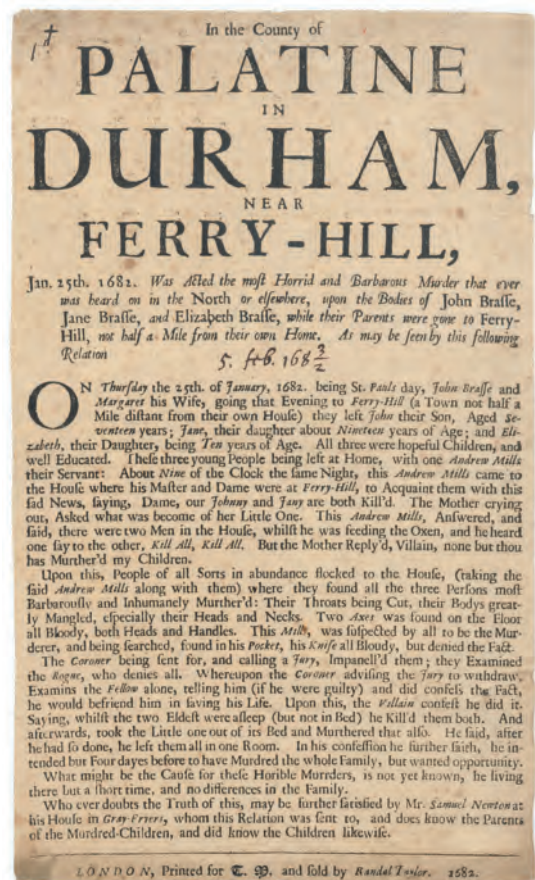 In the County of
PALATINE
IN
DURHAM,
NEAR
FERRY-HILL,
Jan. 25th. 1682. Was Acted the most Horrid and Barbarous Murder that ever
was heard on in the North or elsewhere, upon the Bodies of John Brasse,
Jane Brasse, and Elizabeth Brasse, while their Parents were gone to Ferry-
Hill, not half a Mile from their own Home. As may be seen by this following
Relation
5. feb. 168 2/3
ON Thursday the 25th. of January, 1682. being St. Pauls day, John Brasse and
Margaret his Wife, going that Evening to Ferry-Hill (a Town not half a
Mile distant from their own House) they left John their Son, Aged Se-
venteen years; Jane, their daughter about Nineteen years of Age; and Eli-
zabeth, their Daughter, being Ten years of Age. All three were hopeful Children, and
well Educated. These three young People being left at Home, with one Andrew Mills
their Servant: About Nine of the Clock the same Night, this Andrew Mills came to
the House where his Master and Dame were at Ferry-Hill, to Acquaint them with this
sad News, saying, Dame, our Johnny and Jany are both Kill'd. The Mother crying
out, Asked what was become of her Little One. This Andrew Mills, Answered, and
said, there were two Men in the House, whilst he was feeding the Oxen, and he heard
one say to the other, Kill All, Kill All. But the Mother Reply'd, Villain, none but thou
has Murther'd my Children.
Upon this, People of all Sorts in abundance flocked to the House, (taking the
said Andrew Mills along with them) where they found all the three Persons most
Barbarously and Inhumanely Murther'd: Their Throats being Cut, their Bodys great-
ly Mangled, especially their Heads and Necks. Two Axes was found on the Floor
all Bloody, both Heads and Handles. This Mills, was suspected by all to be the Mur-
derer, and being searched, found in his Pocket, his Knife all Bloody, but denied the Fact.
The Coroner being sent for, and calling a Jury, Impanell'd them; they Examined
the Rogue, who denies all. Whereupon the Coroner advising the Jury to withdraw,
Examins the Fellow alone, telling him (if he were guilty) and did confess the Fact,
he would befriend him in saving his Life. Upon this, the Villain confest he did it.
Saying, whilst the two Eldest were asleep (but not in Bed) he Kill'd them both. And
afterwards, took the Little one out of its Bed and Murthered that also. He said, after
he had so done, he left them all in one Room. In his confession he further saith, he in-
tended but Four dayes before to have Murdred the whole Family, but wanted opportunity.
What might be the Cause for these Horible Murders, is not yet known, he living
there but a short time, and no differences in the Family.
Who ever doubts the Truth of this, may be further satisfied by Mr. Samuel Newton at
his House in Gray-Friers, whom this Relation was sent to, and does know the Parents
of the Murdred-Children, and did know the Children likewise.
LONDON, Printed for T. M. and sold by Randal Taylor. 1682.